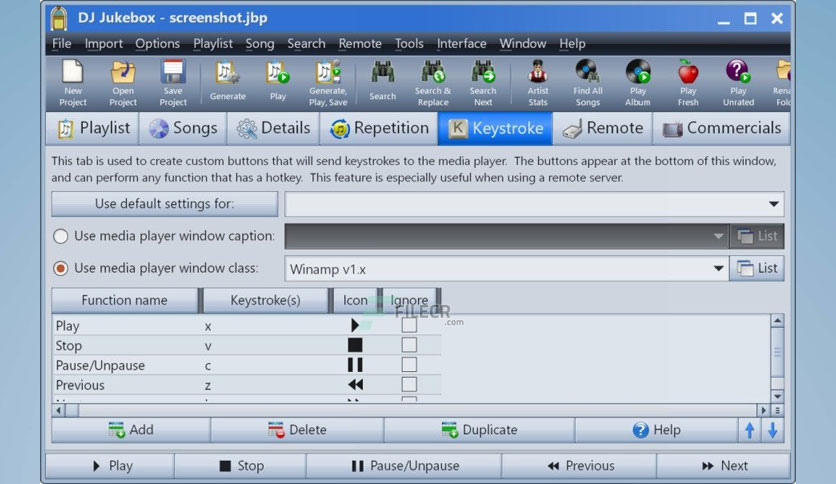 DJ Jukebox - screenshot.jbp
File Import Options Playlist Song Search Remote Tools Interface Window Help
New Project
Open Project
Save Project
Generate
Play
Generate, Play, Save
Search
Search & Replace
Search Next
Artist Stats
Find All Songs
Play Album
Play Fresh
Play Unrated
Playlist Songs Details Repetition Keystroke Remote Commercials
This tab is used to create custom buttons that will send keystrokes to the media player. The buttons appear at the bottom of this window,
and can perform any function that has a hotkey. This feature is especially useful when using a remote server.
Use default settings for:
Use media player window caption: List
Use media player window class: Winamp v1.x List
Function name Keystroke(s) Icon Ignore
FILECR
.com
Play x
Stop v
Pause/Unpause c
Previous z
Add Delete Duplicate Help
Play Stop Pause/Unpause Previous Next